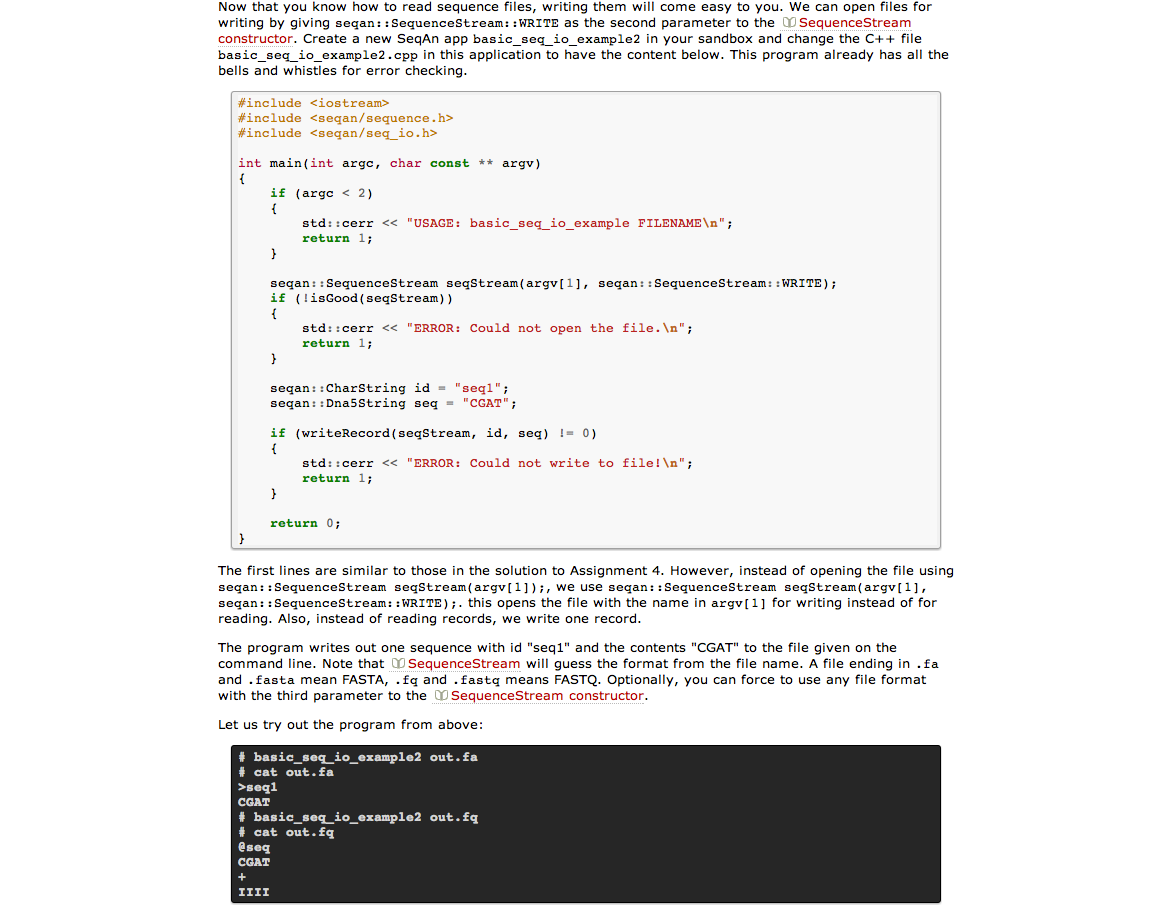 Now that you know how to read sequence files, writing them will come easy to you. We can open files for
writing by giving seqan::SequenceStream::WRITE as the second parameter to the SequenceStream
constructor. Create a new SeqAn app basic_seq_io_example2 in your sandbox and change the C++ file
basic_seq_io_example2.cpp in this application to have the content below. This program already has all the
bells and whistles for error checking.
#include <iostream>
#include <seqan/sequence.h>
#include <seqan/seq_io.h>
int main(int argc, char const ** argv)
{
    if (argc < 2)
    {
        std::cerr << "USAGE: basic_seq_io_example FILENAME\n";
        return 1;
    }
    seqan::SequenceStream seqStream(argv[1], seqan::SequenceStream::WRITE);
    if (!isGood(seqStream))
    {
        std::cerr << "ERROR: Could not open the file.\n";
        return 1;
    }
    seqan::CharString id = "seq1";
    seqan::Dna5String seq = "CGAT";
    if (writeRecord(seqStream, id, seq) != 0)
    {
        std::cerr << "ERROR: Could not write to file!\n";
        return 1;
    }
    return 0;
}
The first lines are similar to those in the solution to Assignment 4. However, instead of opening the file using
seqan::SequenceStream seqStream(argv[1]);, we use seqan::SequenceStream seqStream(argv[1],
seqan::SequenceStream::WRITE);. this opens the file with the name in argv[1] for writing instead of for
reading. Also, instead of reading records, we write one record.
The program writes out one sequence with id "seq1" and the contents "CGAT" to the file given on the
command line. Note that SequenceStream will guess the format from the file name. A file ending in .fa
and .fasta mean FASTA, .fq and .fastq means FASTQ. Optionally, you can force to use any file format
with the third parameter to the SequenceStream constructor.
Let us try out the program from above:
# basic_seq_io_example2 out.fa
# cat out.fa
>seq1
CGAT
# basic_seq_io_example2 out.fq
# cat out.fq
@seq
CGAT
+
IIII